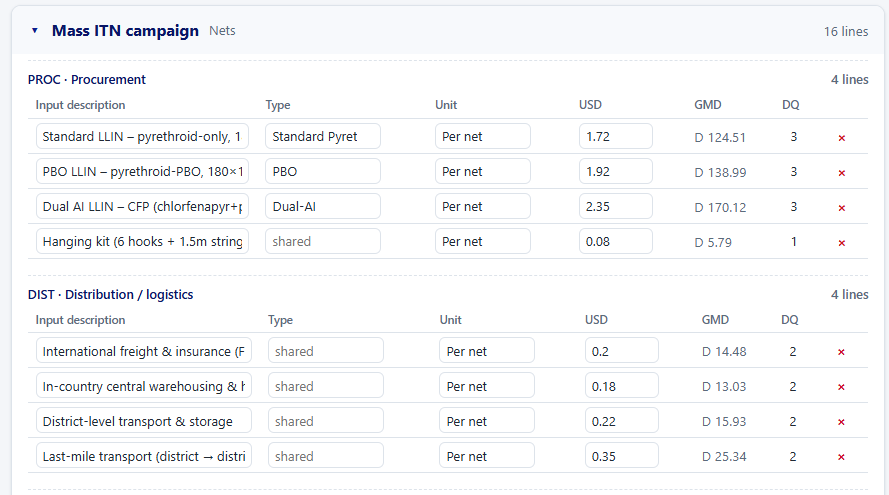 ▾ Mass ITN campaign Nets 16 lines
PROC · Procurement 4 lines
Input description Type Unit USD GMD DQ
Standard LLIN – pyrethroid-only, 1 Standard Pyret Per net 1.72 D 124.51 3 ×
PBO LLIN – pyrethroid-PBO, 180×1 PBO Per net 1.92 D 138.99 3 ×
Dual AI LLIN – CFP (chlorfenapyr+p Dual-AI Per net 2.35 D 170.12 3 ×
Hanging kit (6 hooks + 1.5m string shared Per net 0.08 D 5.79 1 ×
DIST · Distribution / logistics 4 lines
Input description Type Unit USD GMD DQ
International freight & insurance (F shared Per net 0.2 D 14.48 2 ×
In-country central warehousing & h shared Per net 0.18 D 13.03 2 ×
District-level transport & storage shared Per net 0.22 D 15.93 2 ×
Last-mile transport (district → distri shared Per net 0.35 D 25.34 2 ×